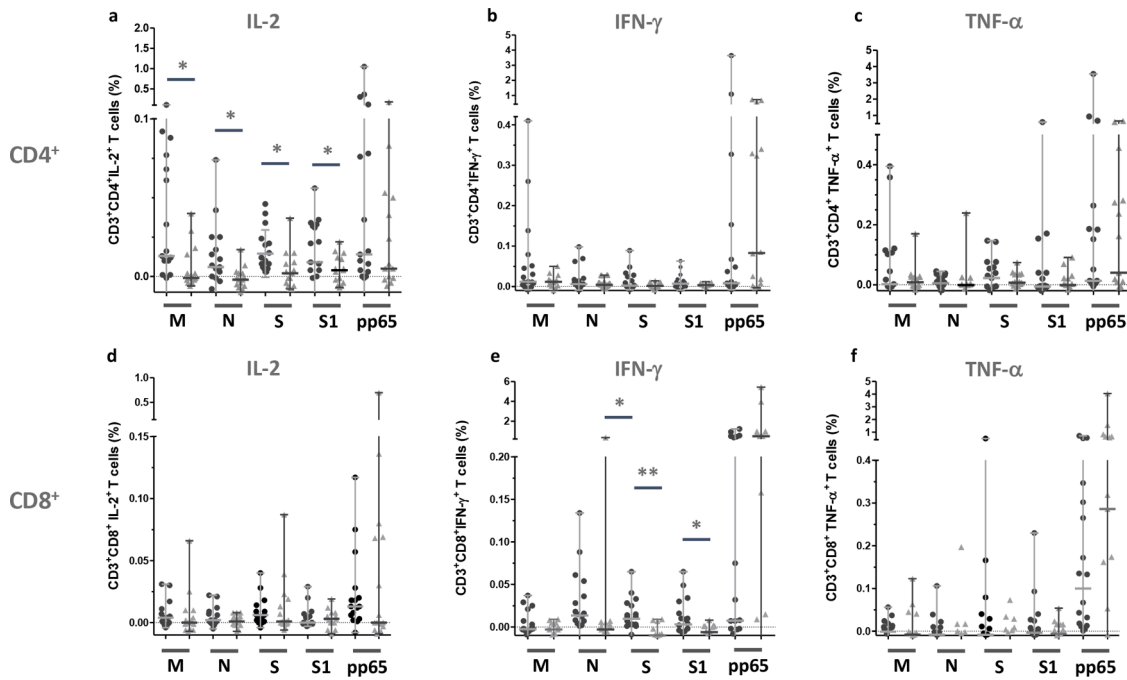 a IL-2
b IFN-γ
c TNF-α
CD4⁺
CD3⁺CD4⁺IL-2⁺ T cells (%)
2.0
1.5
1.0
0.5
0.1
0.0
* * * *
M N S S1 pp65
CD3⁺CD4⁺IFN-γ⁺ T cells (%)
5
4
3
2
1
0.4
0.3
0.2
0.1
0.0
M N S S1 pp65
CD3⁺CD4⁺ TNF-α⁺ T cells (%)
5
4
3
2
1
0.4
0.2
0.0
M N S S1 pp65
d IL-2
e IFN-γ
f TNF-α
CD8⁺
CD3⁺CD8⁺ IL-2⁺ T cells (%)
1.0
0.5
0.15
0.10
0.05
0.00
M N S S1 pp65
CD3⁺CD8⁺IFN-γ⁺ T cells (%)
6
4
2
0.20
0.15
0.10
0.05
0.00
* ** *
M N S S1 pp65
CD3⁺CD8⁺ TNF-α⁺ T cells (%)
5
4
3
2
1
0.4
0.3
0.2
0.1
0.0
M N S S1 pp65